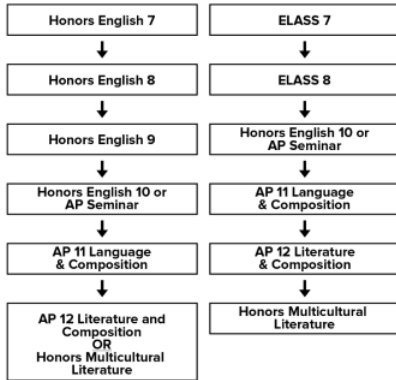 Honors English 7
Honors English 8
Honors English 9
Honors English 10 or
AP Seminar
AP 11 Language
& Composition
AP 12 Literature and
Composition
OR
Honors Multicultural
Literature
ELASS 7
ELASS 8
Honors English 10 or
AP Seminar
AP 11 Language
& Composition
AP 12 Literature
& Composition
Honors Multicultural
Literature